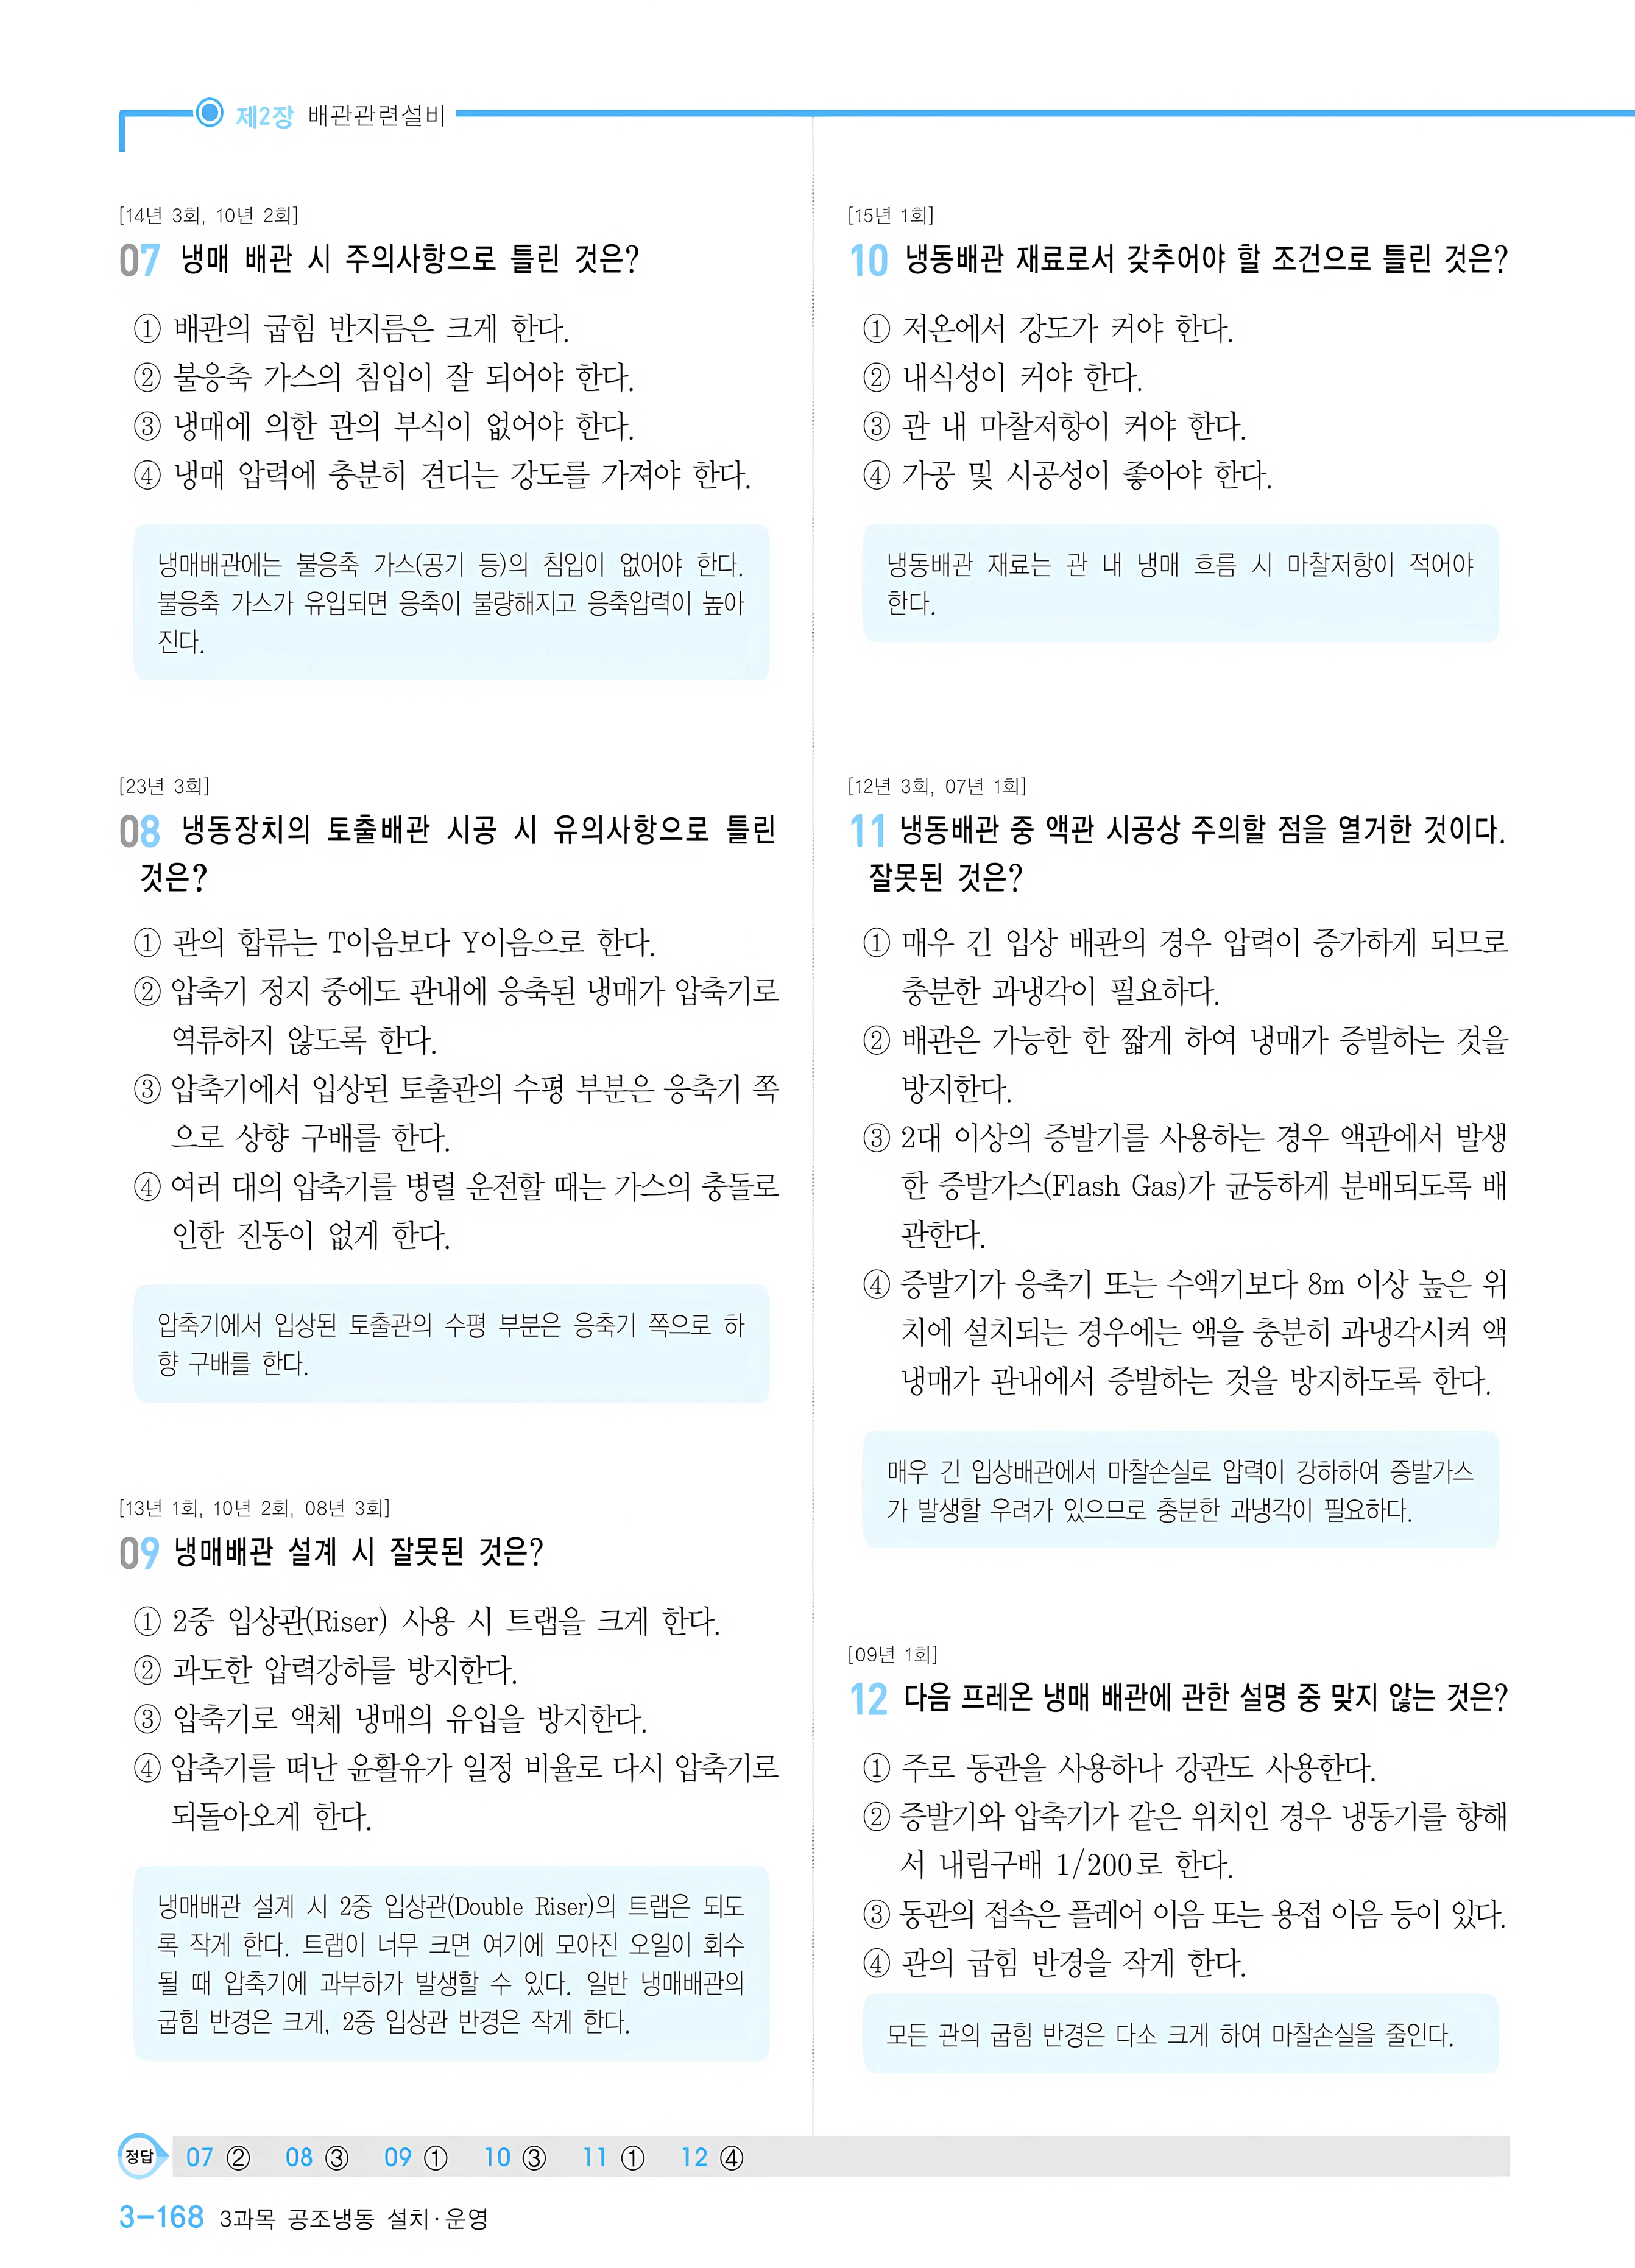 제2장 배관관련설비
[14년 3회, 10년 2회]
07 냉매 배관 시 주의사항으로 틀린 것은?
① 배관의 굽힘 반지름은 크게 한다.
② 불응축 가스의 침입이 잘 되어야 한다.
③ 냉매에 의한 관의 부식이 없어야 한다.
④ 냉매 압력에 충분히 견디는 강도를 가져야 한다.
냉매배관에는 불응축 가스(공기 등)의 침입이 없어야 한다.
불응축 가스가 유입되면 응축이 불량해지고 응축압력이 높아
진다.
[23년 3회]
08 냉동장치의 토출배관 시공 시 유의사항으로 틀린
것은?
① 관의 합류는 T이음보다 Y이음으로 한다.
② 압축기 정지 중에도 관내에 응축된 냉매가 압축기로
역류하지 않도록 한다.
③ 압축기에서 입상된 토출관의 수평 부분은 응축기 쪽
으로 상향 구배를 한다.
④ 여러 대의 압축기를 병렬 운전할 때는 가스의 충돌로
인한 진동이 없게 한다.
압축기에서 입상된 토출관의 수평 부분은 응축기 쪽으로 하
향 구배를 한다.
[13년 1회, 10년 2회, 08년 3회]
09 냉매배관 설계 시 잘못된 것은?
① 2중 입상관(Riser) 사용 시 트랩을 크게 한다.
② 과도한 압력강하를 방지한다.
③ 압축기로 액체 냉매의 유입을 방지한다.
④ 압축기를 떠난 윤활유가 일정 비율로 다시 압축기로
되돌아오게 한다.
냉매배관 설계 시 2중 입상관(Double Riser)의 트랩은 되도
록 작게 한다. 트랩이 너무 크면 여기에 모아진 오일이 회수
될 때 압축기에 과부하가 발생할 수 있다. 일반 냉매배관의
굽힘 반경은 크게, 2중 입상관 반경은 작게 한다.
[15년 1회]
10 냉동배관 재료로서 갖추어야 할 조건으로 틀린 것은?
① 저온에서 강도가 커야 한다.
② 내식성이 커야 한다.
③ 관 내 마찰저항이 커야 한다.
④ 가공 및 시공성이 좋아야 한다.
냉동배관 재료는 관 내 냉매 흐름 시 마찰저항이 적어야
한다.
[12년 3회, 07년 1회]
11 냉동배관 중 액관 시공상 주의할 점을 열거한 것이다.
잘못된 것은?
① 매우 긴 입상 배관의 경우 압력이 증가하게 되므로
충분한 과냉각이 필요하다.
② 배관은 가능한 한 짧게 하여 냉매가 증발하는 것을
방지한다.
③ 2대 이상의 증발기를 사용하는 경우 액관에서 발생
한 증발가스(Flash Gas)가 균등하게 분배되도록 배
관한다.
④ 증발기가 응축기 또는 수액기보다 8m 이상 높은 위
치에 설치되는 경우에는 액을 충분히 과냉각시켜 액
냉매가 관내에서 증발하는 것을 방지하도록 한다.
매우 긴 입상배관에서 마찰손실로 압력이 강하하여 증발가스
가 발생할 우려가 있으므로 충분한 과냉각이 필요하다.
[09년 1회]
12 다음 프레온 냉매 배관에 관한 설명 중 맞지 않는 것은?
① 주로 동관을 사용하나 강관도 사용한다.
② 증발기와 압축기가 같은 위치인 경우 냉동기를 향해
서 내림구배 1/200로 한다.
③ 동관의 접속은 플레어 이음 또는 용접 이음 등이 있다.
④ 관의 굽힘 반경을 작게 한다.
모든 관의 굽힘 반경은 다소 크게 하여 마찰손실을 줄인다.
정답 07 ② 08 ③ 09 ① 10 ③ 11 ① 12 ④
3-168 3과목 공조냉동 설치·운영